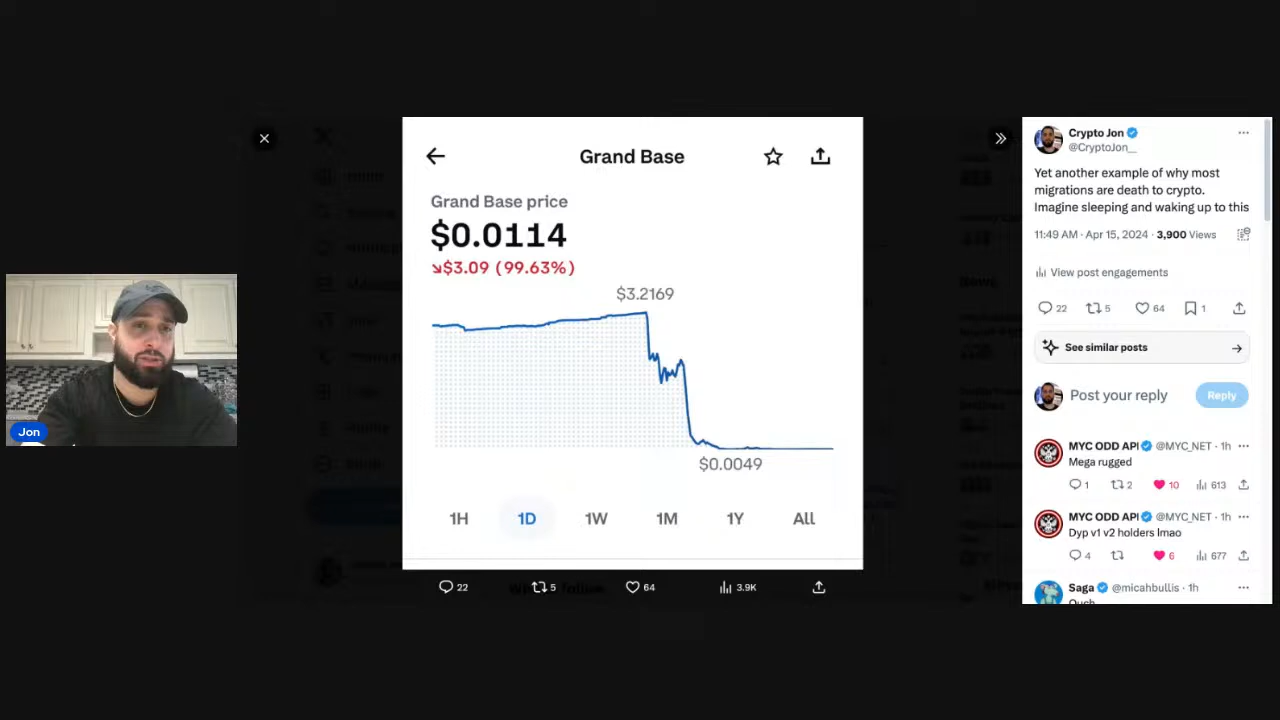 Jon
Grand Base
Grand Base price
$0.0114
↘$3.09 (99.63%)
$3.2169
$0.0049
1H 1D 1W 1M 1Y All
22 5 64 3.9K
Crypto Jon
@CryptoJon__
Yet another example of why most
migrations are death to crypto.
Imagine sleeping and waking up to this
11:49 AM · Apr 15, 2024 · 3,900 Views
View post engagements
22 5 64 1
See similar posts
Post your reply Reply
MYC ODD API @MYC_NET · 1h
Mega rugged
1 2 10 613
MYC ODD API @MYC_NET · 1h
Dyp v1 v2 holders lmao
4 6 677
Saga @micahbullis · 1h
Ouch